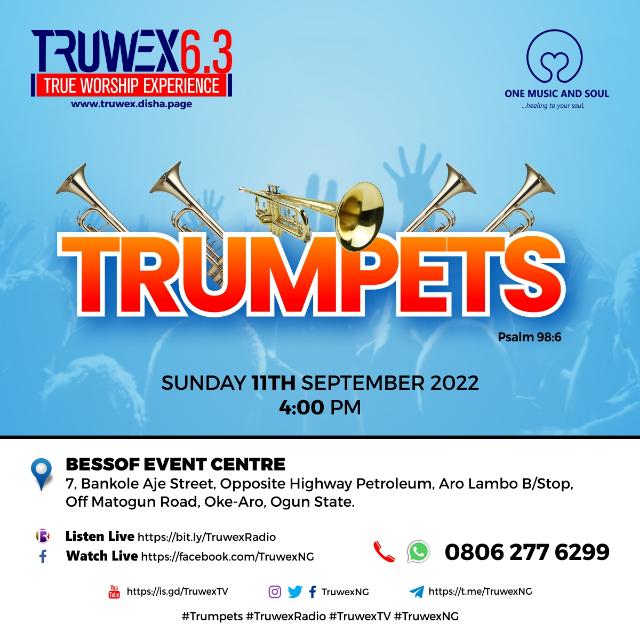 TRUWEX6.3
TRUE WORSHIP EXPERIENCE
www.truwex.disha.page
ONE MUSIC AND SOUL
...healing to your soul.
TRUMPETS
Psalm 98:6
SUNDAY 11TH SEPTEMBER 2022
4:00 PM
BESSOF EVENT CENTRE
7, Bankole Aje Street, Opposite Highway Petroleum, Aro Lambo B/Stop,
Off Matogun Road, Oke-Aro, Ogun State.
Listen Live https://bit.ly/TruwexRadio
Watch Live https://facebook.com/TruwexNG
0806 277 6299
https://is.gd/TruwexTV TruwexNG https://t.me/TruwexNG
#Trumpets #TruwexRadio #TruwexTV #TruwexNG